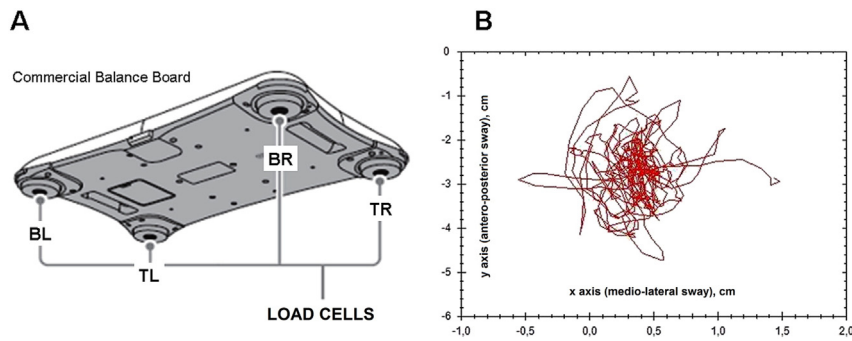 A
Commercial Balance Board
BR
TR
BL
TL
LOAD CELLS
B
y axis (antero-posterior sway), cm
0
-1
-2
-3
-4
-5
-6
x axis (medio-lateral sway), cm
-1,0
-0,5
0,0
0,5
1,0
1,5
2,0